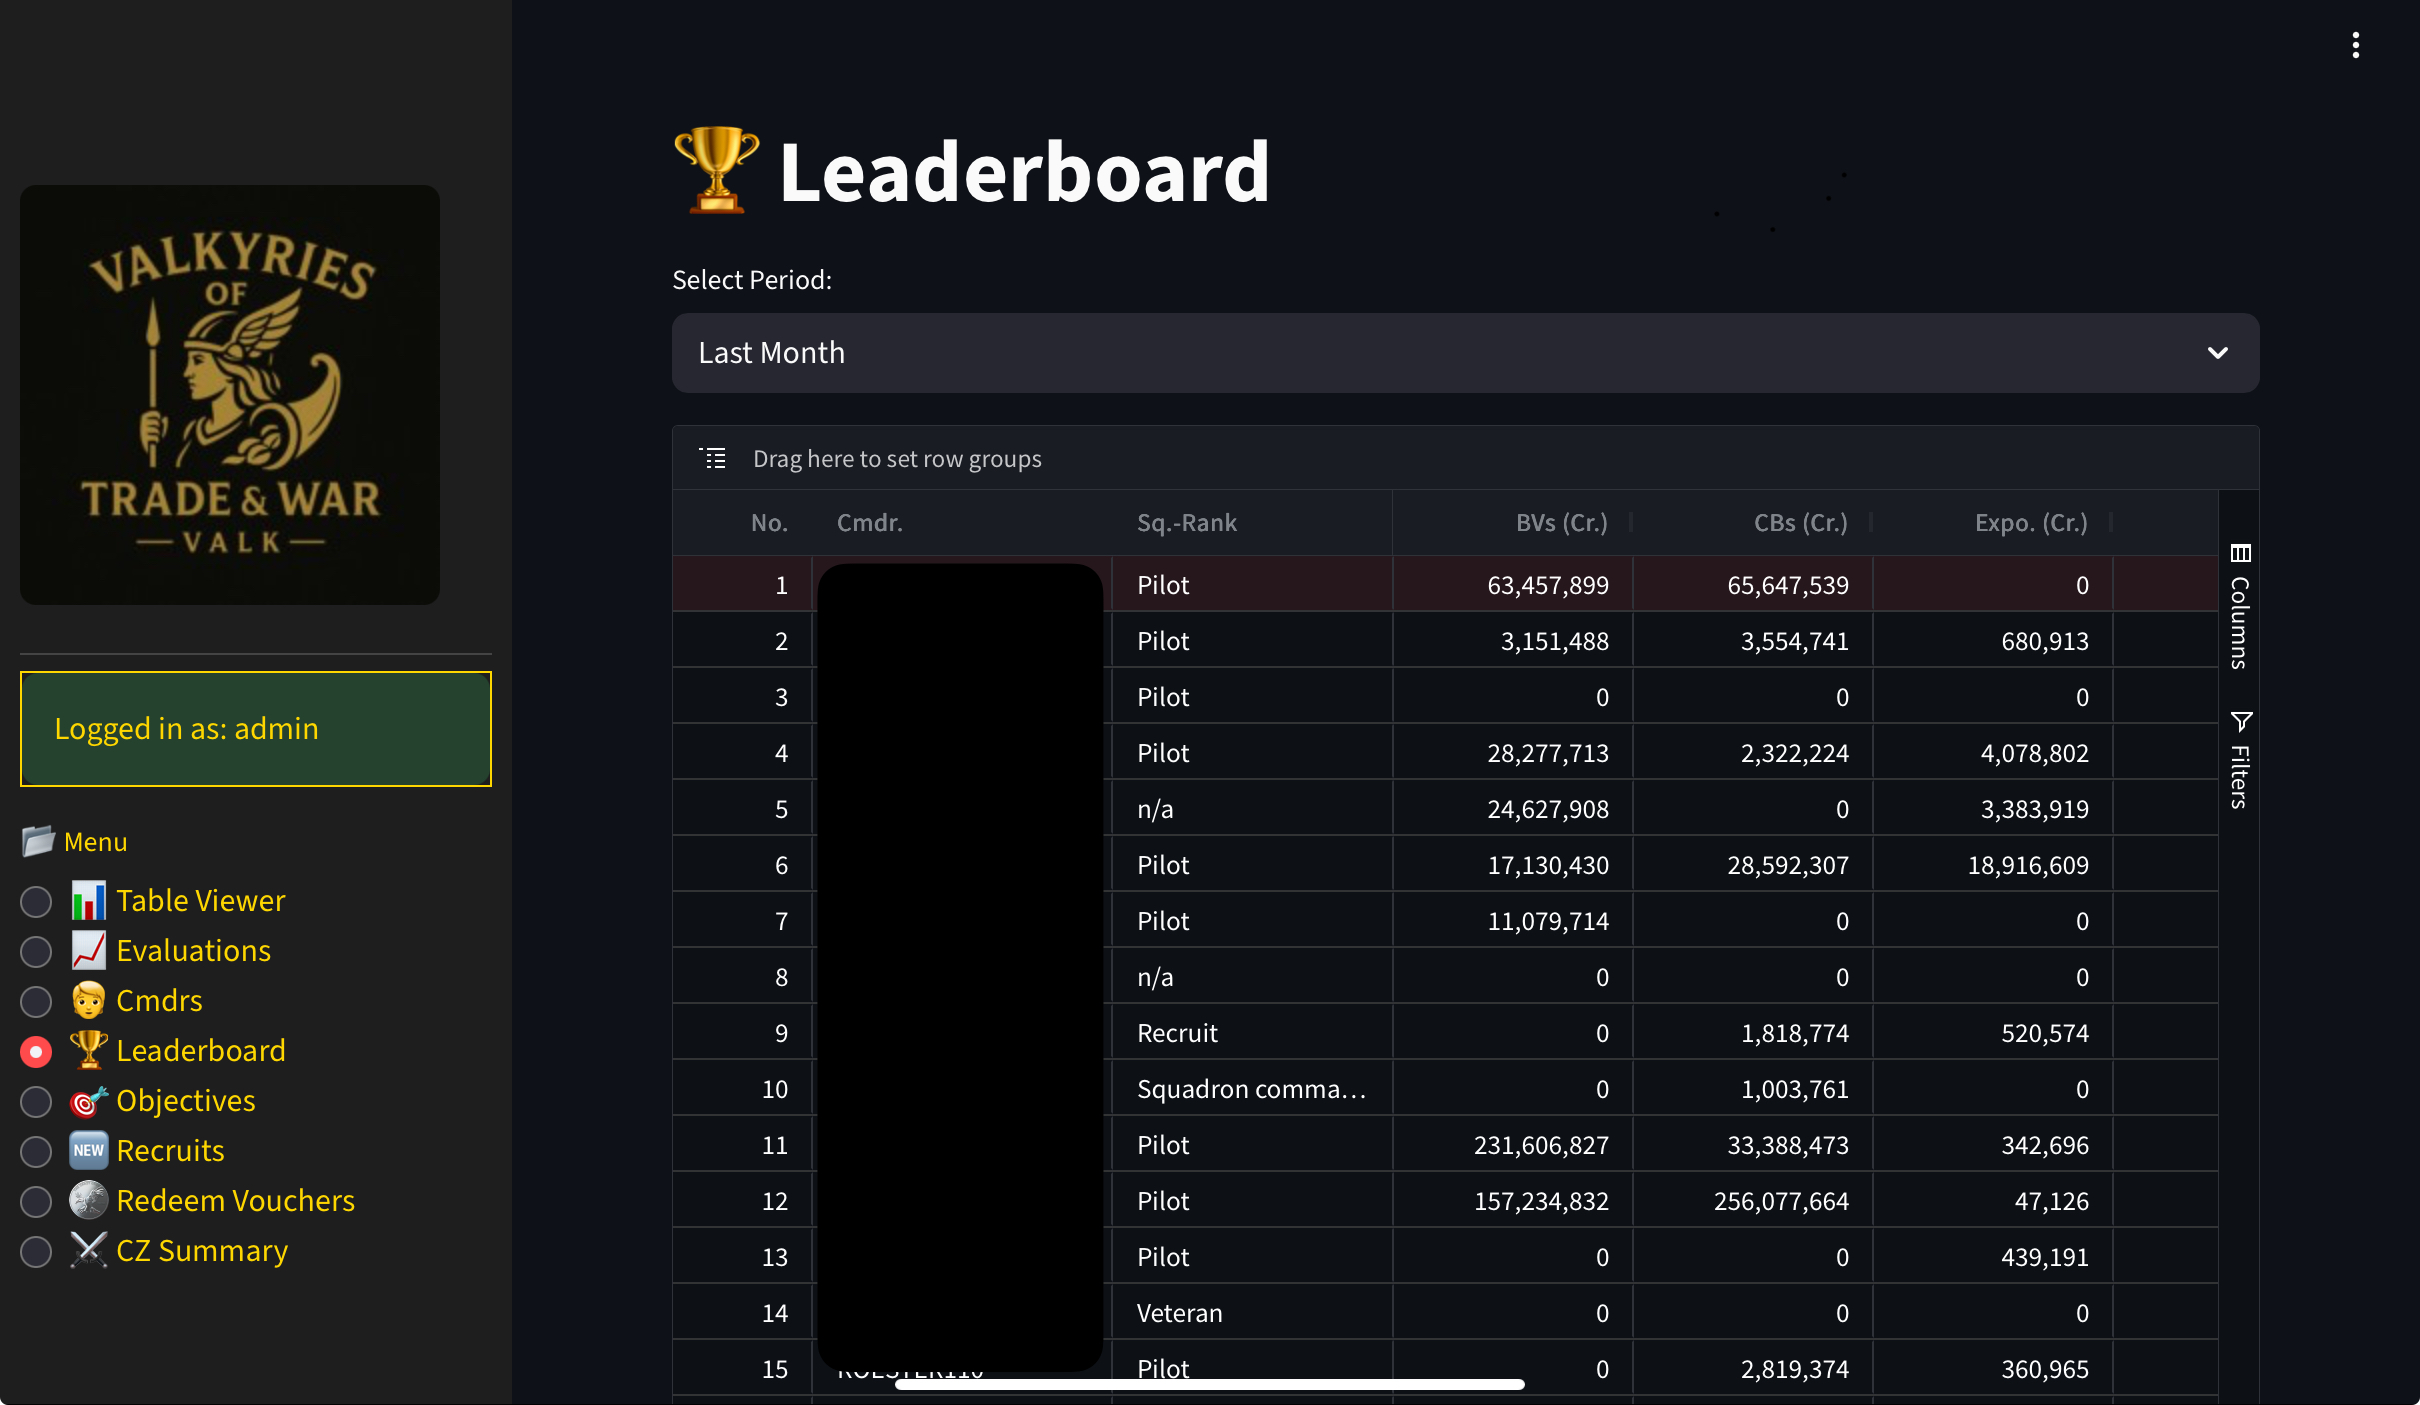 VALKYRIES
OF
TRADE & WAR
VALK
Logged in as: admin
Menu
Table Viewer
Evaluations
Cmdrs
Leaderboard
Objectives
NEW Recruits
Redeem Vouchers
CZ Summary
Leaderboard
Select Period:
Last Month
Drag here to set row groups
No. Cmdr. Sq.-Rank BVs (Cr.) CBs (Cr.) Expo. (Cr.)
1 Pilot 63,457,899 65,647,539 0
2 Pilot 3,151,488 3,554,741 680,913
3 Pilot 0 0 0
4 Pilot 28,277,713 2,322,224 4,078,802
5 n/a 24,627,908 0 3,383,919
6 Pilot 17,130,430 28,592,307 18,916,609
7 Pilot 11,079,714 0 0
8 n/a 0 0 0
9 Recruit 0 1,818,774 520,574
10 Squadron comma... 0 1,003,761 0
11 Pilot 231,606,827 33,388,473 342,696
12 Pilot 157,234,832 256,077,664 47,126
13 Pilot 0 0 439,191
14 Veteran 0 0 0
15 Pilot 0 2,819,374 360,965
Columns
Filters